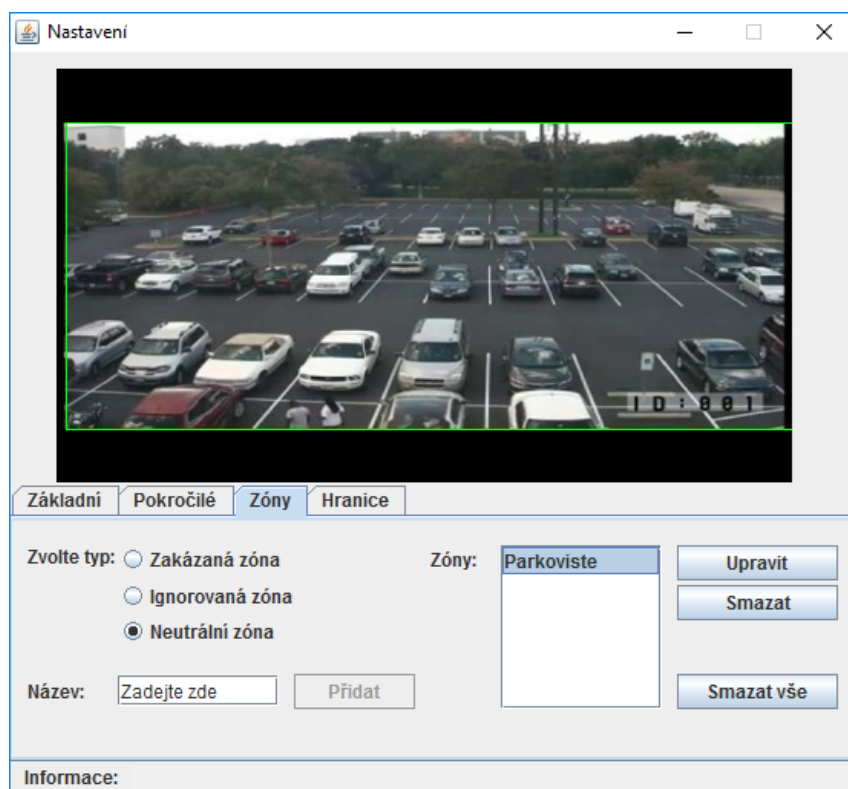 Nastavení
ID:001
Základní
Pokročilé
Zóny
Hranice
Zvolte typ:
Zakázaná zóna
Ignorovaná zóna
Neutrální zóna
Zóny:
Parkoviste
Upravit
Smazat
Název:
Zadejte zde
Přidat
Smazat vše
Informace: